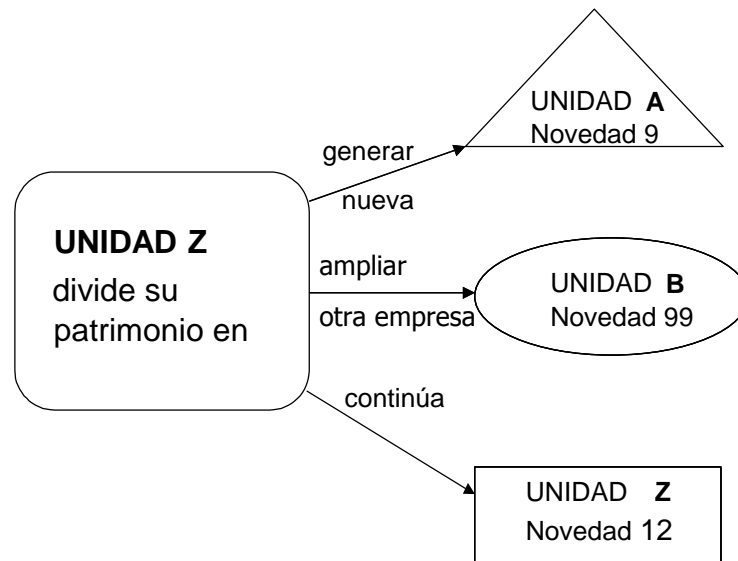 UNIDAD A
Novedad 9
generar
nueva
UNIDAD Z
divide su
patrimonio en
ampliar
otra empresa
UNIDAD B
Novedad 99
continúa
UNIDAD Z
Novedad 12